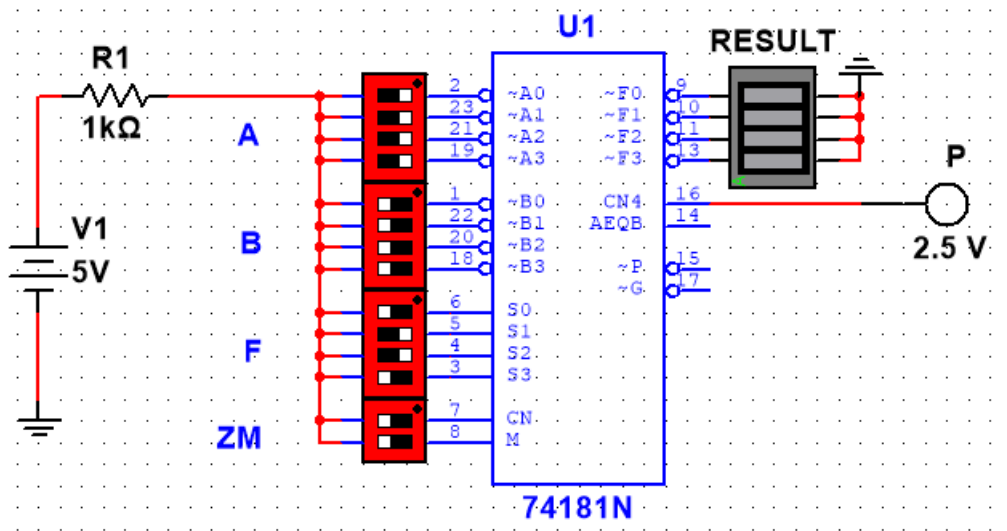 U1
R1
1kΩ
V1
5V
A
B
F
ZM
2 ~A0
23 ~A1
21 ~A2
19 ~A3
1 ~B0
22 ~B1
20 ~B2
18 ~B3
6 S0
5 S1
4 S2
3 S3
7 CN
8 M
~F0 9
~F1 10
~F2 11
~F3 13
CN4 16
AEQB 14
~P 15
~G 17
74181N
RESULT
A
P
2.5 V